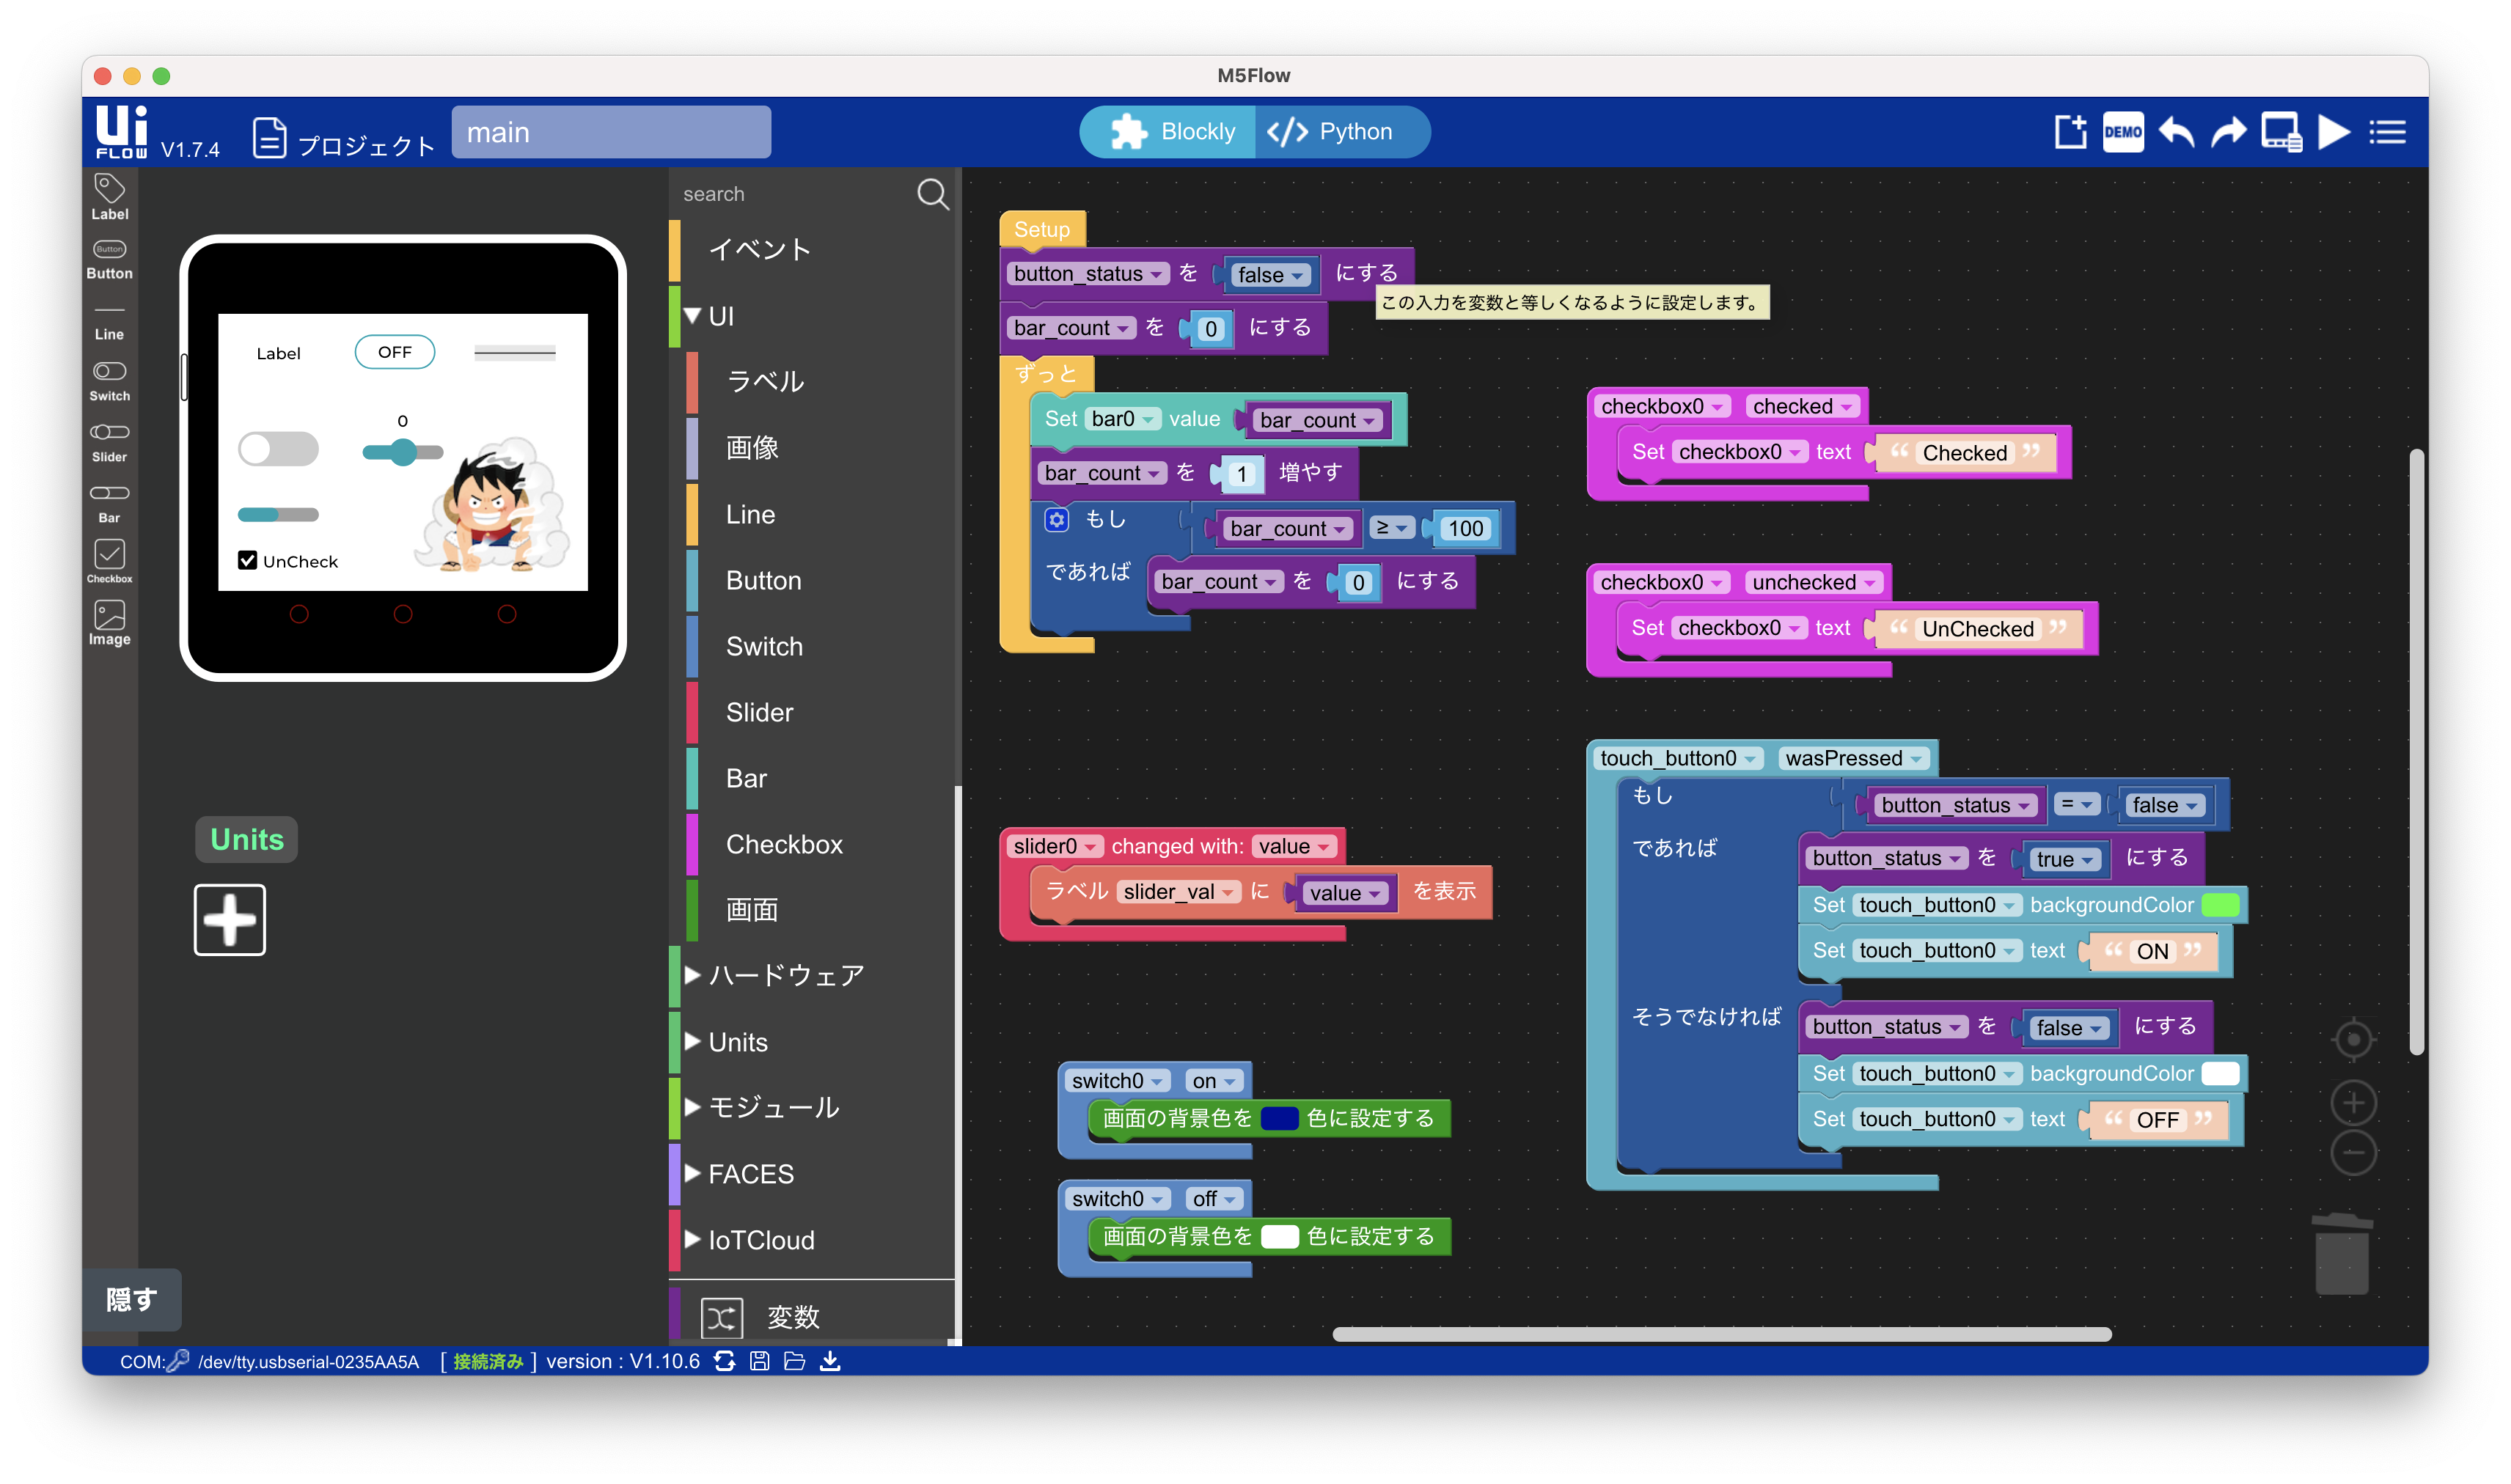 M5Flow
Ui
FLOW
V1.7.4
プロジェクト
main
Blockly
Python
DEMO
Label
Button
Button
Line
Switch
Slider
Bar
Checkbox
Image
Label
OFF
0
UnCheck
Units
隠す
search
イベント
UI
ラベル
画像
Line
Button
Switch
Slider
Bar
Checkbox
画面
ハードウェア
Units
モジュール
FACES
IoTCloud
変数
Setup
button_status を false にする
この入力を変数と等しくなるように設定します。
bar_count を 0 にする
ずっと
Set bar0 value bar_count
bar_count を 1 増やす
もし bar_count ≥ 100
であれば bar_count を 0 にする
slider0 changed with: value
ラベル slider_val に value を表示
switch0 on
画面の背景色を 色に設定する
switch0 off
画面の背景色を 色に設定する
checkbox0 checked
Set checkbox0 text “ Checked ”
checkbox0 unchecked
Set checkbox0 text “ UnChecked ”
touch_button0 wasPressed
もし button_status = false
であれば button_status を true にする
Set touch_button0 backgroundColor
Set touch_button0 text “ ON ”
そうでなければ button_status を false にする
Set touch_button0 backgroundColor
Set touch_button0 text “ OFF ”
COM: /dev/tty.usbserial-0235AA5A [ 接続済み ] version : V1.10.6